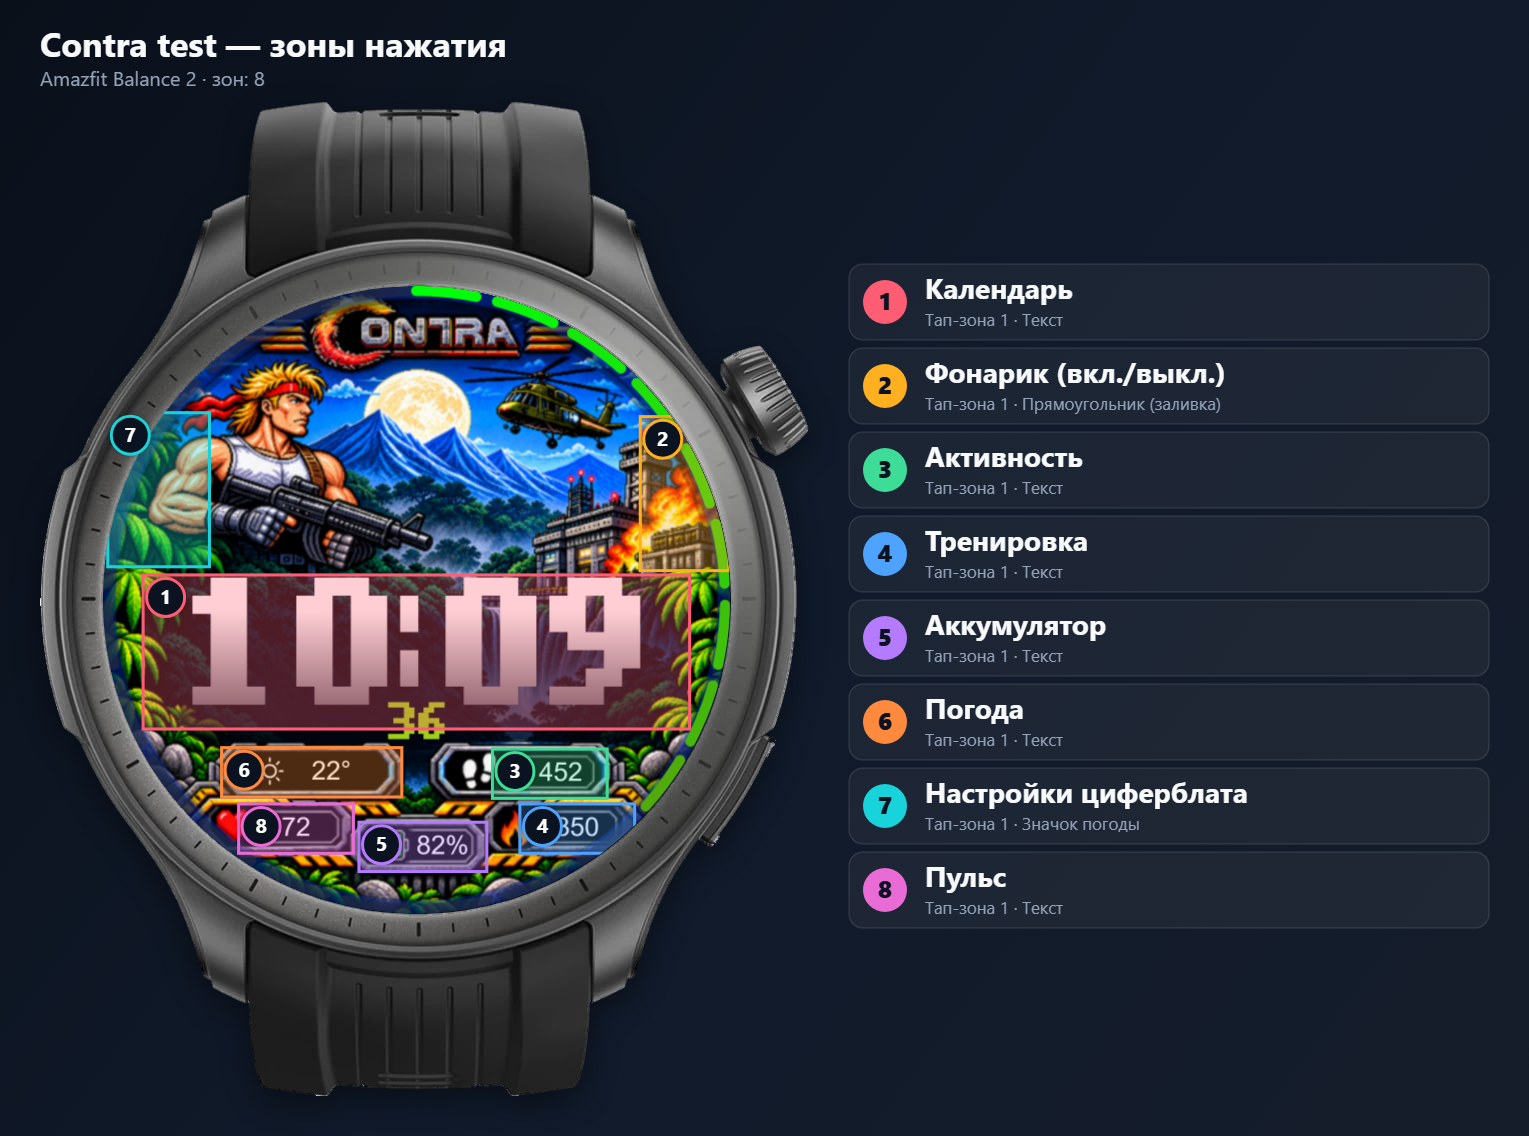 Contra test — зоны нажатия
Amazfit Balance 2 · зон: 8
CONTRA
7
2
1
10:09
36
6
22°
3
452
8
72
5
82%
4
350
1
Календарь
Тап-зона 1 · Текст
2
Фонарик (вкл./выкл.)
Тап-зона 1 · Прямоугольник (заливка)
3
Активность
Тап-зона 1 · Текст
4
Тренировка
Тап-зона 1 · Текст
5
Аккумулятор
Тап-зона 1 · Текст
6
Погода
Тап-зона 1 · Текст
7
Настройки циферблата
Тап-зона 1 · Значок погоды
8
Пульс
Тап-зона 1 · Текст